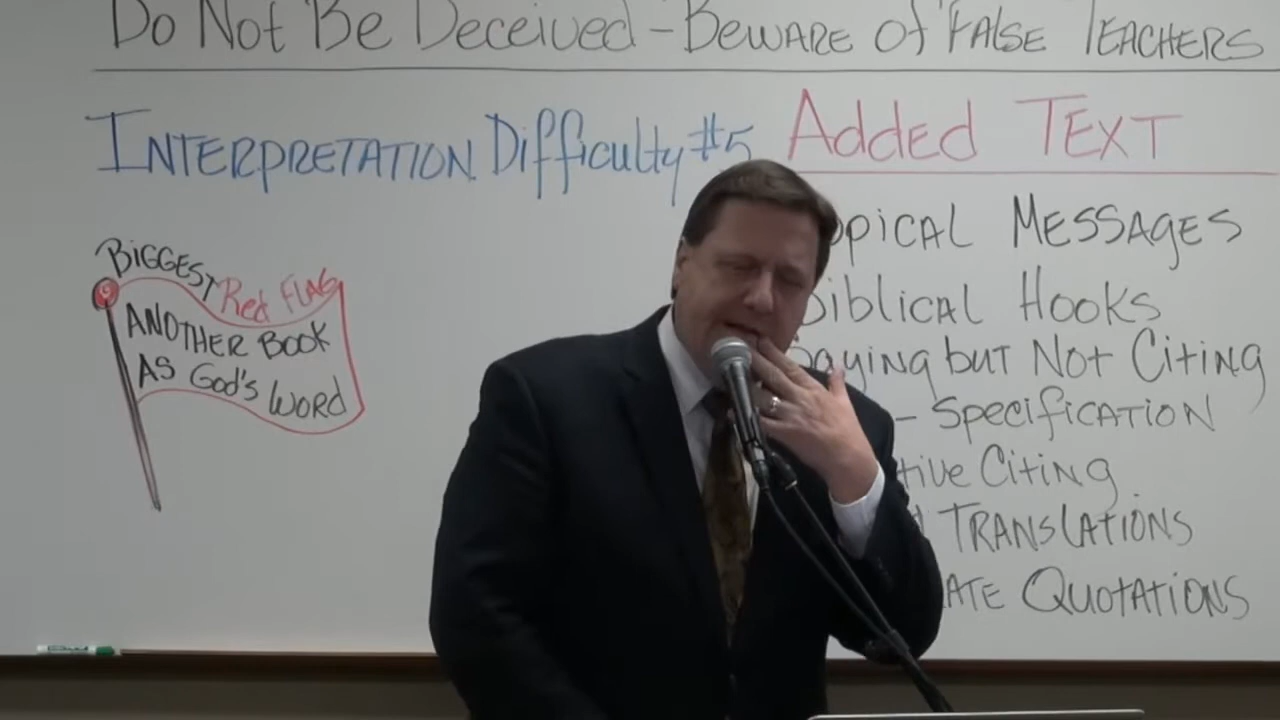 Do Not Be Deceived - Beware of False Teachers
Interpretation Difficulty #5 Added Text
Biggest Red Flag
Another Book
As God's Word
Messages
Biblical Hooks
but Not Citing
- Specification
Citing
Translations
Quotations